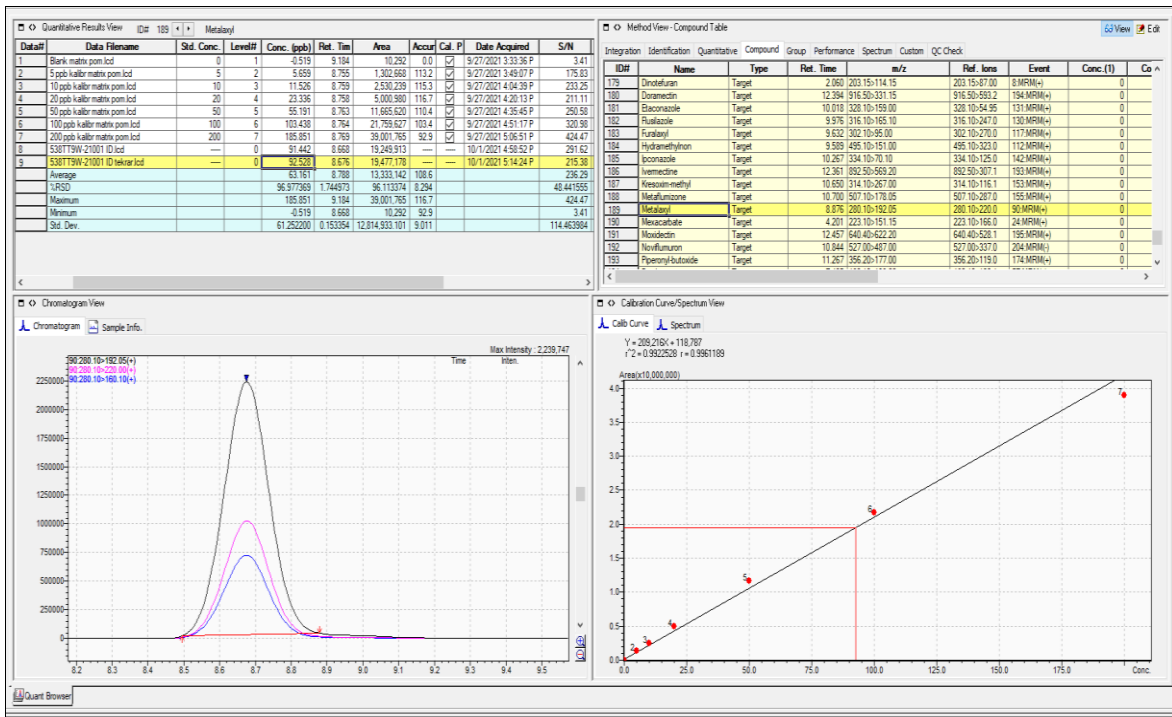 Quantitative Results View ID# 189 Metalaxyl
Data# Data Filename Std. Conc. Level# Conc. (ppb) Ret. Tim Area Accur Cal. P Date Acquired S/N
1 Blank matrix pom.lcd 0 1 -0.519 9.184 10,292 0.0 9/27/2021 3:33:36 P 3.41
2 5 ppb kalibr matrix pom.lcd 5 2 5.659 8.755 1,302,668 113.2 9/27/2021 3:49:07 P 175.83
3 10 ppb kalibr matrix pom.lcd 10 3 11.526 8.759 2,530,239 115.3 9/27/2021 4:04:39 P 233.25
4 20 ppb kalibr matrix pom.lcd 20 4 23.336 8.758 5,000,980 116.7 9/27/2021 4:20:13 P 211.11
5 50 ppb kalibr matrix pom.lcd 50 5 55.191 8.763 11,665,620 110.4 9/27/2021 4:35:45 P 250.58
6 100 ppb kalibr matrix pom.lcd 100 6 103.438 8.764 21,759,627 103.4 9/27/2021 4:51:17 P 320.98
7 200 ppb kalibr matrix pom.lcd 200 7 185.851 8.769 39,001,765 92.9 9/27/2021 5:06:51 P 424.47
8 538TT9W-21001 ID.lcd ---- 0 91.442 8.668 19,249,913 ---- ---- 10/1/2021 4:58:52 P 291.62
9 538TT9W-21001 ID tekrar.lcd ---- 0 92.528 8.676 19,477,178 ---- ---- 10/1/2021 5:14:24 P 215.38
Average 63.161 8.788 13,333,142 108.6 236.29
%RSD 96.977369 1.744973 96.113374 8.294 48.441555
Maximum 185.851 9.184 39,001,765 116.7 424.47
Minimum -0.519 8.668 10,292 92.9 3.41
Std. Dev. 61.252200 0.153354 12,814,933.101 9.011 114.463984
Method View - Compound Table View Edit
Integration Identification Quantitative Compound Group Performance Spectrum Custom QC Check
ID# Name Type Ret. Time m/z Ref. Ions Event Conc.(1) Co
179 Dinotefuran Target 2.060 203.15>114.15 203.15>87.00 8:MRM(+) 0
180 Doramectin Target 12.394 916.50>331.15 916.50>593.2 194:MRM(+) 0
181 Etaconazole Target 10.018 328.10>159.00 328.10>54.95 131:MRM(+) 0
182 Flusilazole Target 9.976 316.10>165.10 316.10>247.0 130:MRM(+) 0
183 Furalaxyl Target 9.632 302.10>95.00 302.10>270.0 117:MRM(+) 0
184 Hydramethylnon Target 9.589 495.10>151.00 495.10>323.0 112:MRM(+) 0
185 Ipconazole Target 10.267 334.10>70.10 334.10>125.0 142:MRM(+) 0
186 Ivermectine Target 12.361 892.50>569.20 892.50>307.1 193:MRM(+) 0
187 Kresoxim-methyl Target 10.650 314.10>267.00 314.10>116.1 153:MRM(+) 0
188 Metaflumizone Target 10.700 507.10>178.05 507.10>287.0 155:MRM(+) 0
189 Metalaxyl Target 8.876 280.10>192.05 280.10>220.0 90:MRM(+) 0
190 Mexacarbate Target 4.201 223.10>151.15 223.10>166.0 24:MRM(+) 0
191 Moxidectin Target 12.457 640.40>622.20 640.40>528.1 195:MRM(+) 0
192 Noviflumuron Target 10.844 527.00>487.00 527.00>337.0 204:MRM(-) 0
193 Piperonyl-butoxide Target 11.267 356.20>177.00 356.20>119.0 174:MRM(+) 0
Chromatogram View
Chromatogram Sample Info.
Max Intensity : 2,239,747
Time Inten.
90:280.10>192.05(+)
90:280.10>220.00(+)
90:280.10>160.10(+)
2250000
2000000
1750000
1500000
1250000
1000000
750000
500000
250000
0
8.2 8.3 8.4 8.5 8.6 8.7 8.8 8.9 9.0 9.1 9.2 9.3 9.4 9.5
Calibration Curve/Spectrum View
Calib Curve Spectrum
Y = 209,216X + 118,787
r^2 = 0.9922528 r = 0.9961189
Area(x10,000,000)
4.0
3.5
3.0
2.5
2.0
1.5
1.0
0.5
0.0
2 3 4 5 6 7
0.0 25.0 50.0 75.0 100.0 125.0 150.0 175.0 Conc.
Quant Browser